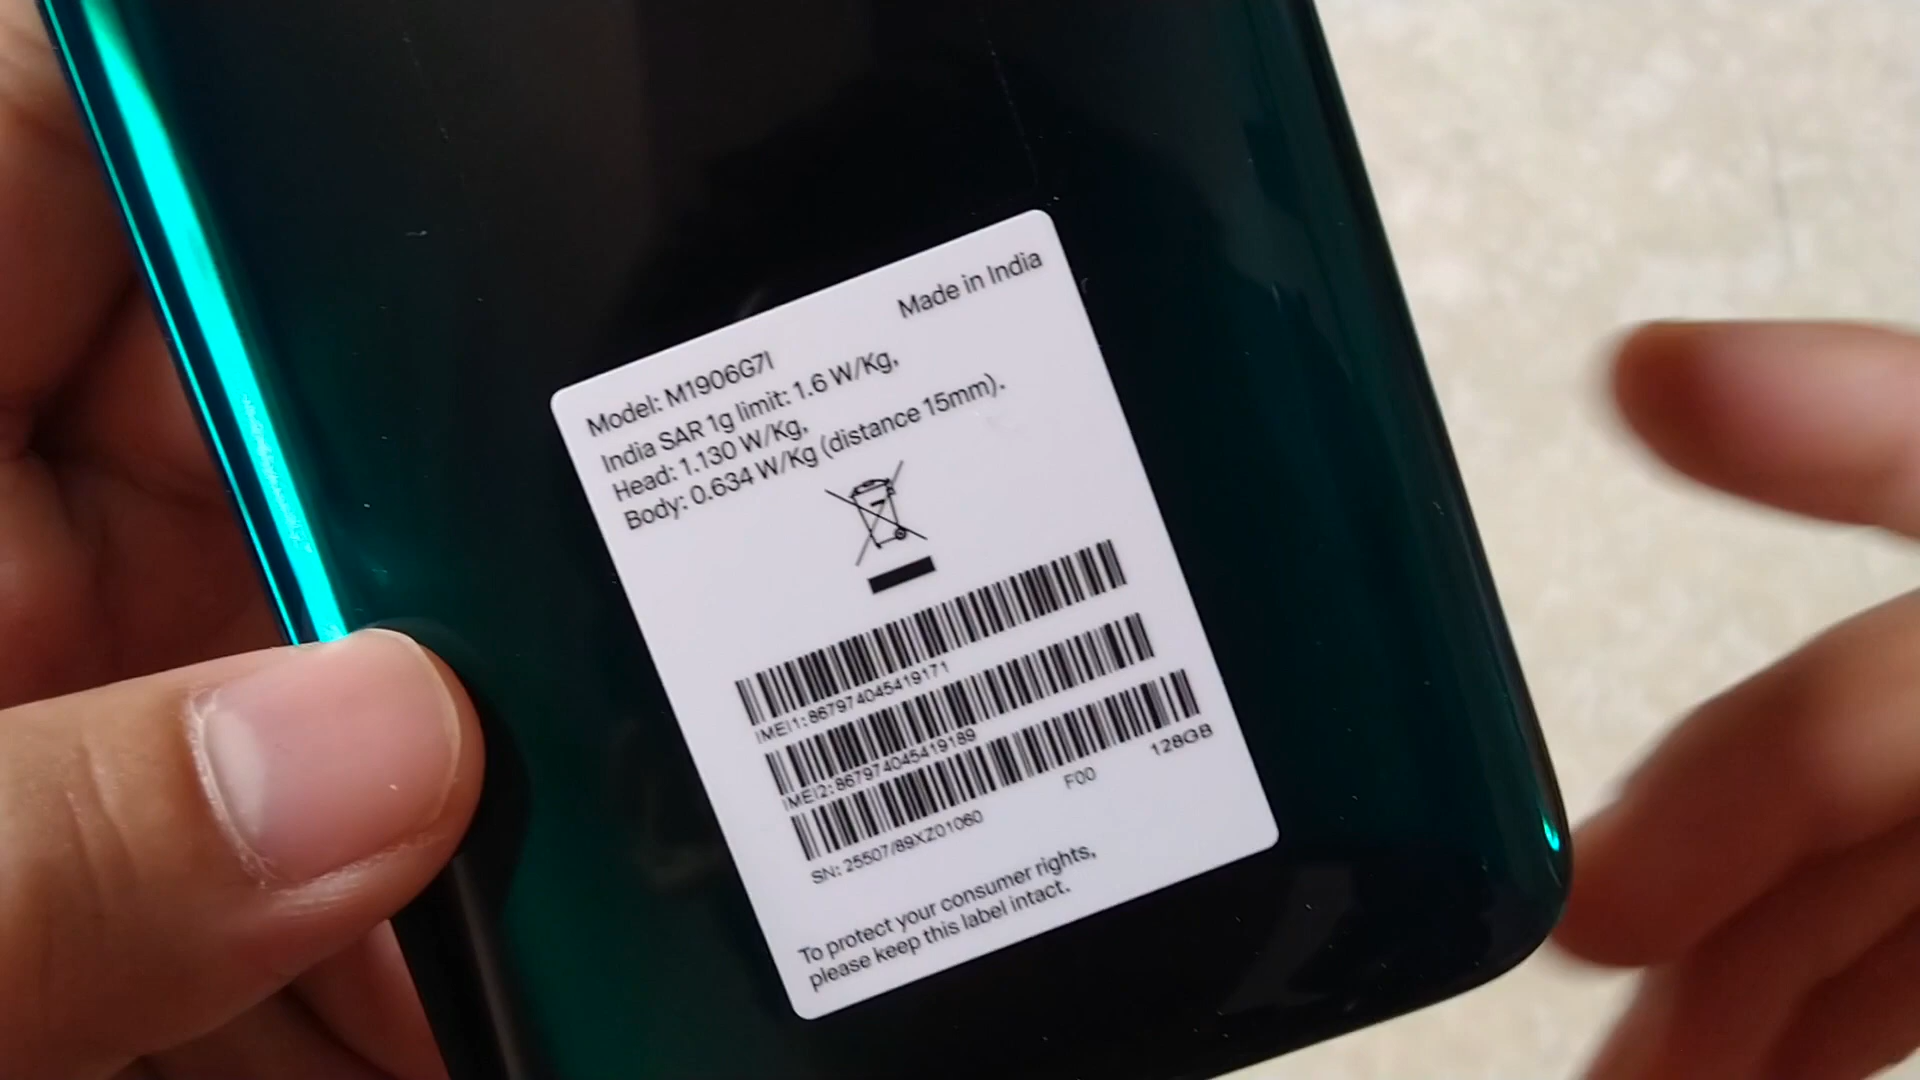 Made in India
Model: M1906G7I
India SAR 1g limit: 1.6 W/Kg,
Head: 1.130 W/Kg,
Body: 0.634 W/Kg (distance 15mm).
IMEI1: 867974045419171
IMEI2: 867974045419189
SN: 25507/89XZ01060 F00 128GB
To protect your consumer rights,
please keep this label intact.